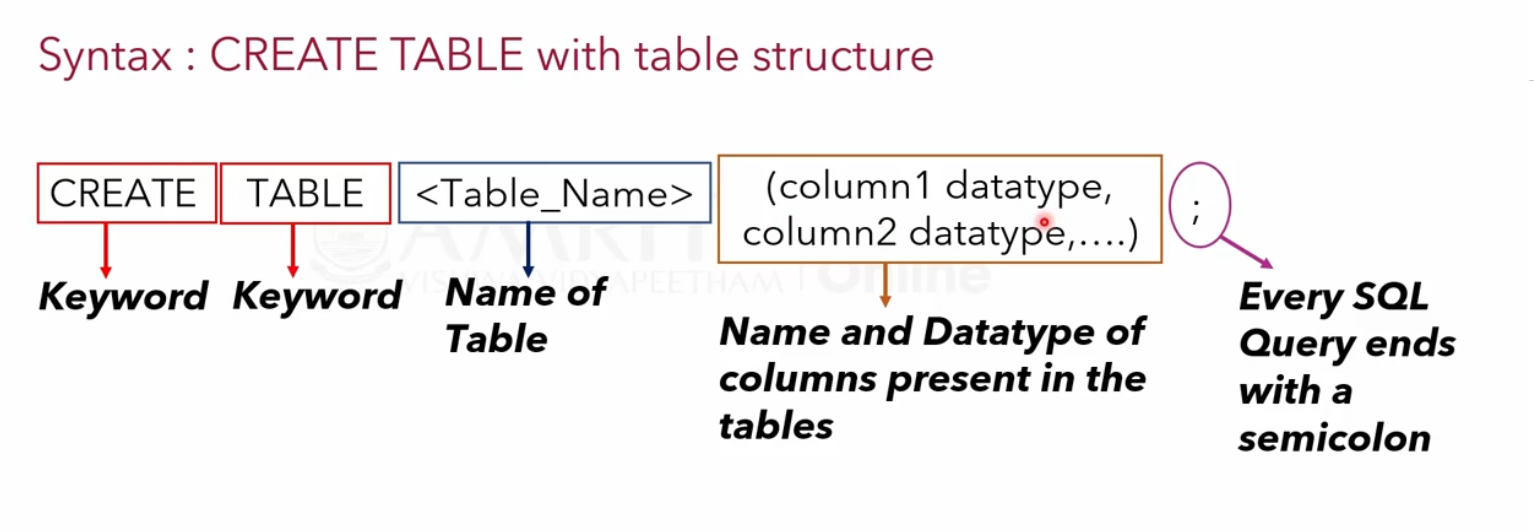 Syntax : CREATE TABLE with table structure
CREATE TABLE <Table_Name> (column1 datatype,
column2 datatype,....) ;
Keyword Keyword Name of
Table
Name and Datatype of
columns present in the
tables
Every SQL
Query ends
with a
semicolon
VISHWA VIDYAPEETHAM | Online